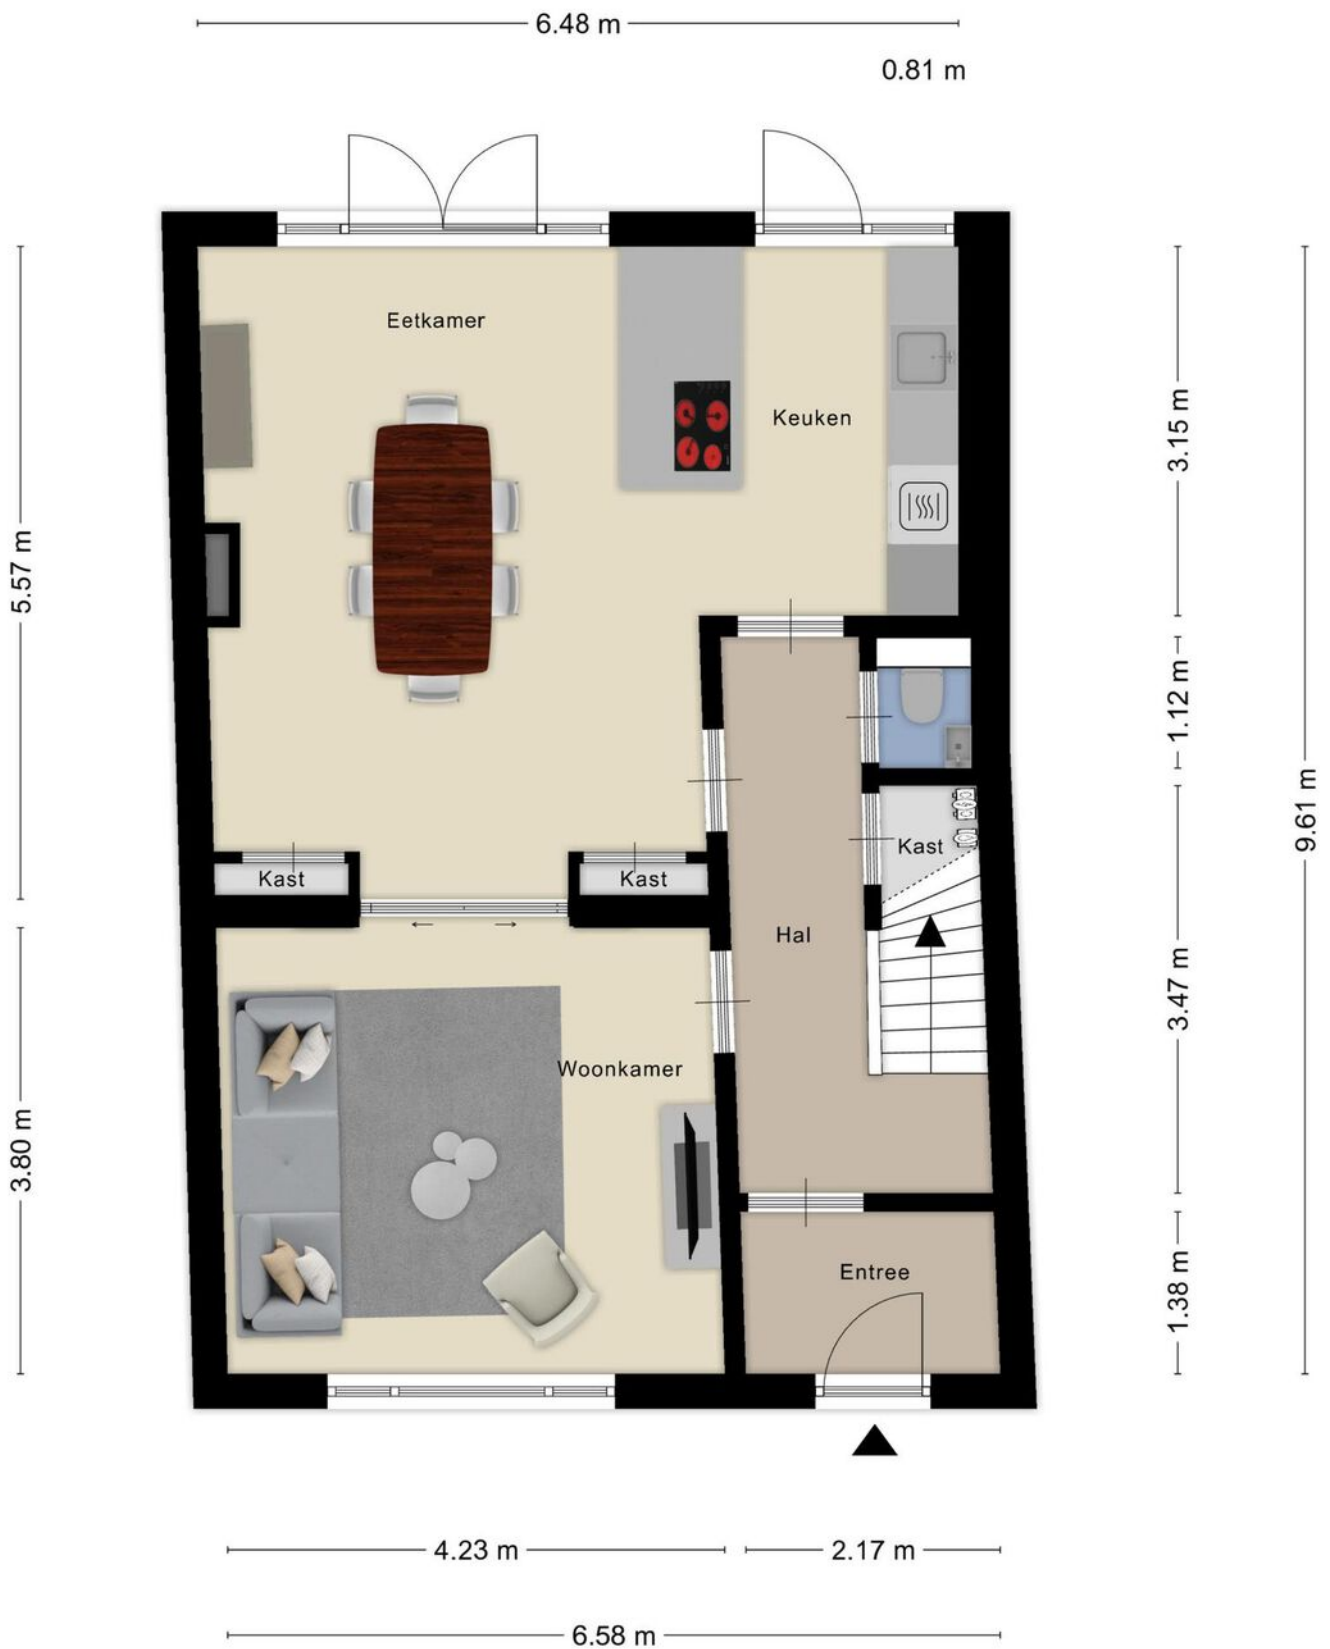 6.48 m
0.81 m
Eetkamer
Keuken
3.15 m
5.57 m
1.12 m
9.61 m
Kast
Kast
Kast
Hal
3.47 m
Woonkamer
3.80 m
Entree
1.38 m
4.23 m
2.17 m
6.58 m